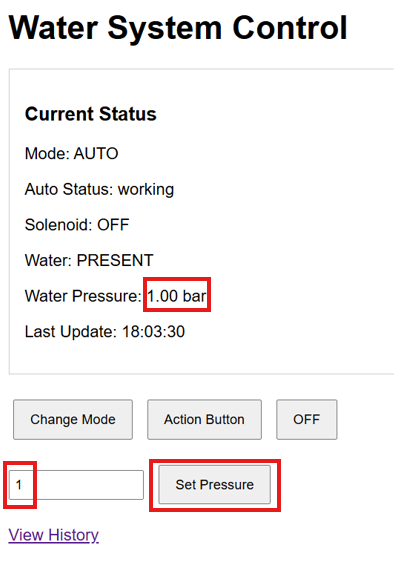 Water System Control
Current Status
Mode: AUTO
Auto Status: working
Solenoid: OFF
Water: PRESENT
Water Pressure: 1.00 bar
Last Update: 18:03:30
Change Mode Action Button OFF
1 Set Pressure
View History